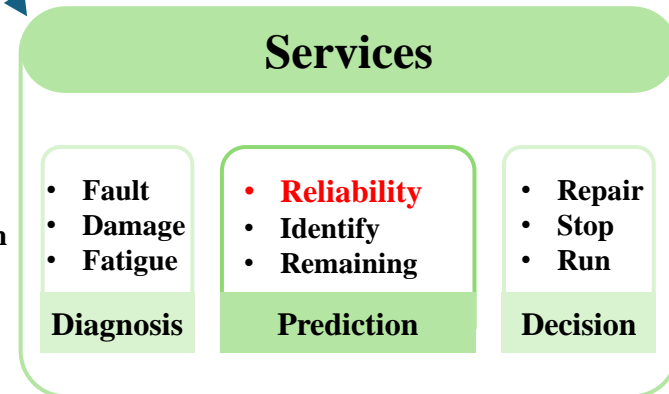 Services
• Fault
• Damage
• Fatigue
Diagnosis
• Reliability
• Identify
• Remaining
Prediction
• Repair
• Stop
• Run
Decision